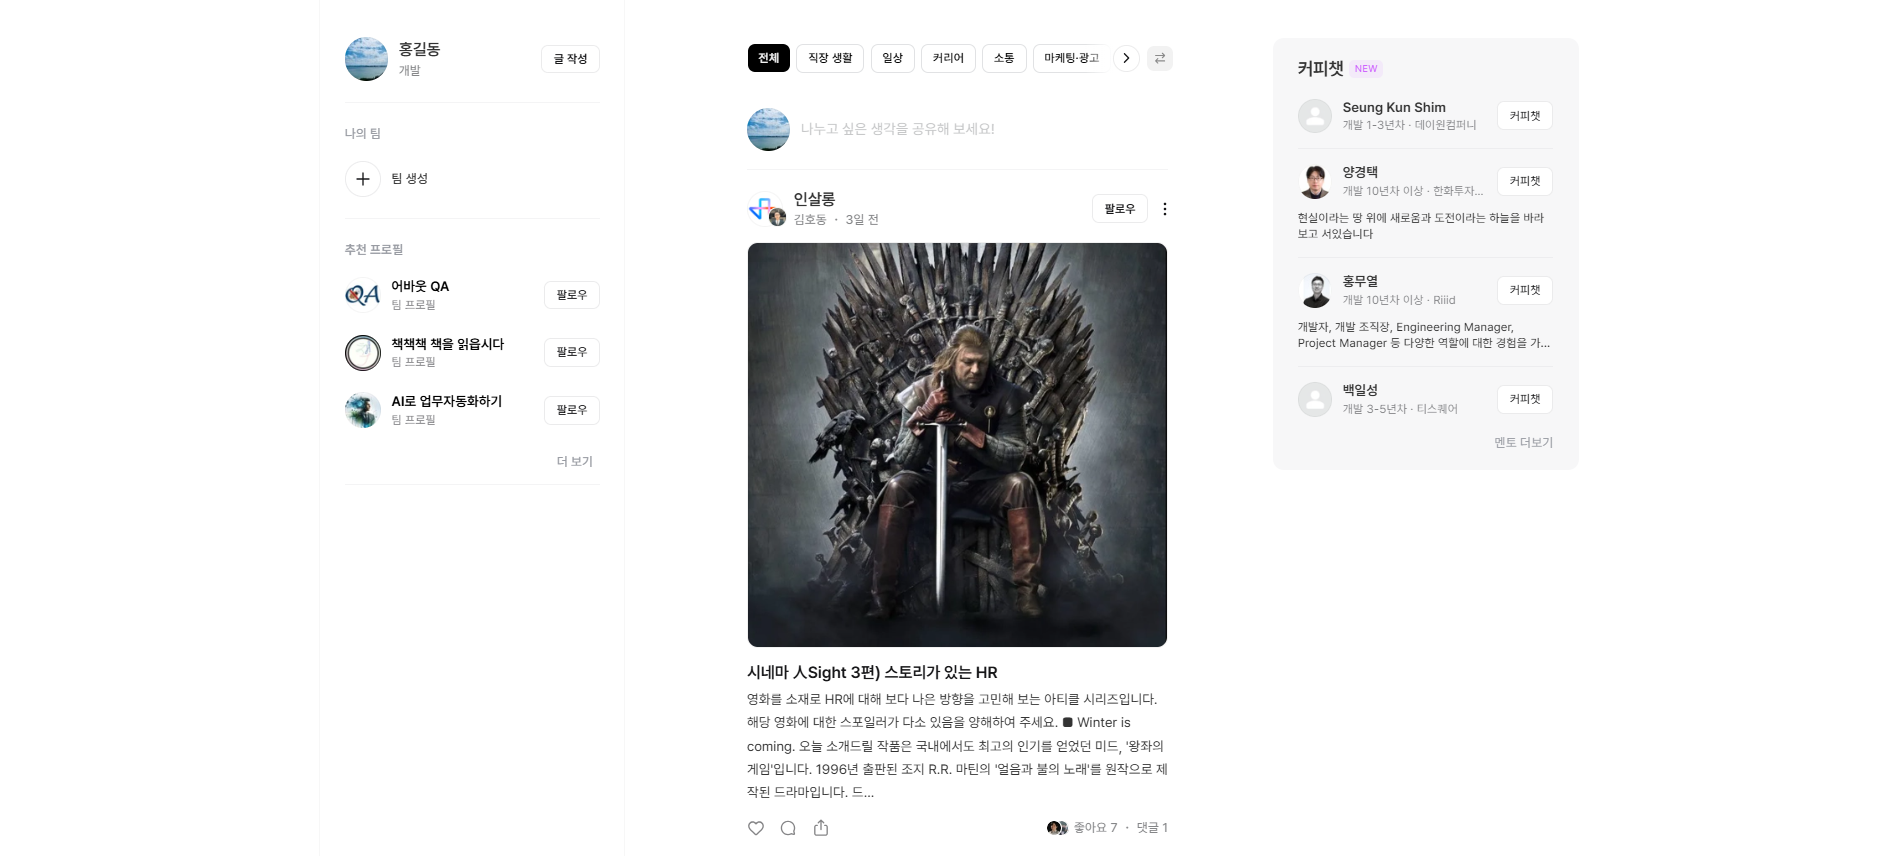 홍길동
개발
글 작성
나의 팀
팀 생성
추천 프로필
QA
어바웃 QA
팀 프로필
팔로우
책책책 책을 읽읍시다
팀 프로필
팔로우
AI로 업무자동화하기
팀 프로필
팔로우
더 보기
전체
직장 생활
일상
커리어
소통
마케팅·광고
나누고 싶은 생각을 공유해 보세요!
인살롱
김호동 · 3일 전
팔로우
시네마 人Sight 3편) 스토리가 있는 HR
영화를 소재로 HR에 대해 보다 나은 방향을 고민해 보는 아티클 시리즈입니다.
해당 영화에 대한 스포일러가 다소 있음을 양해하여 주세요. ⏹ Winter is
coming. 오늘 소개드릴 작품은 국내에서도 최고의 인기를 얻었던 미드, '왕좌의
게임'입니다. 1996년 출판된 조지 R.R. 마틴의 '얼음과 불의 노래'를 원작으로 제
작된 드라마입니다. 드...
좋아요 7 · 댓글 1
커피챗 NEW
Seung Kun Shim
개발 1-3년차 · 데이원컴퍼니
커피챗
양경택
개발 10년차 이상 · 한화투자...
커피챗
현실이라는 땅 위에 새로움과 도전이라는 하늘을 바라
보고 서있습니다
홍무열
개발 10년차 이상 · Riiid
커피챗
개발자, 개발 조직장, Engineering Manager,
Project Manager 등 다양한 역할에 대한 경험을 가...
백일성
개발 3-5년차 · 티스퀘어
커피챗
멘토 더보기